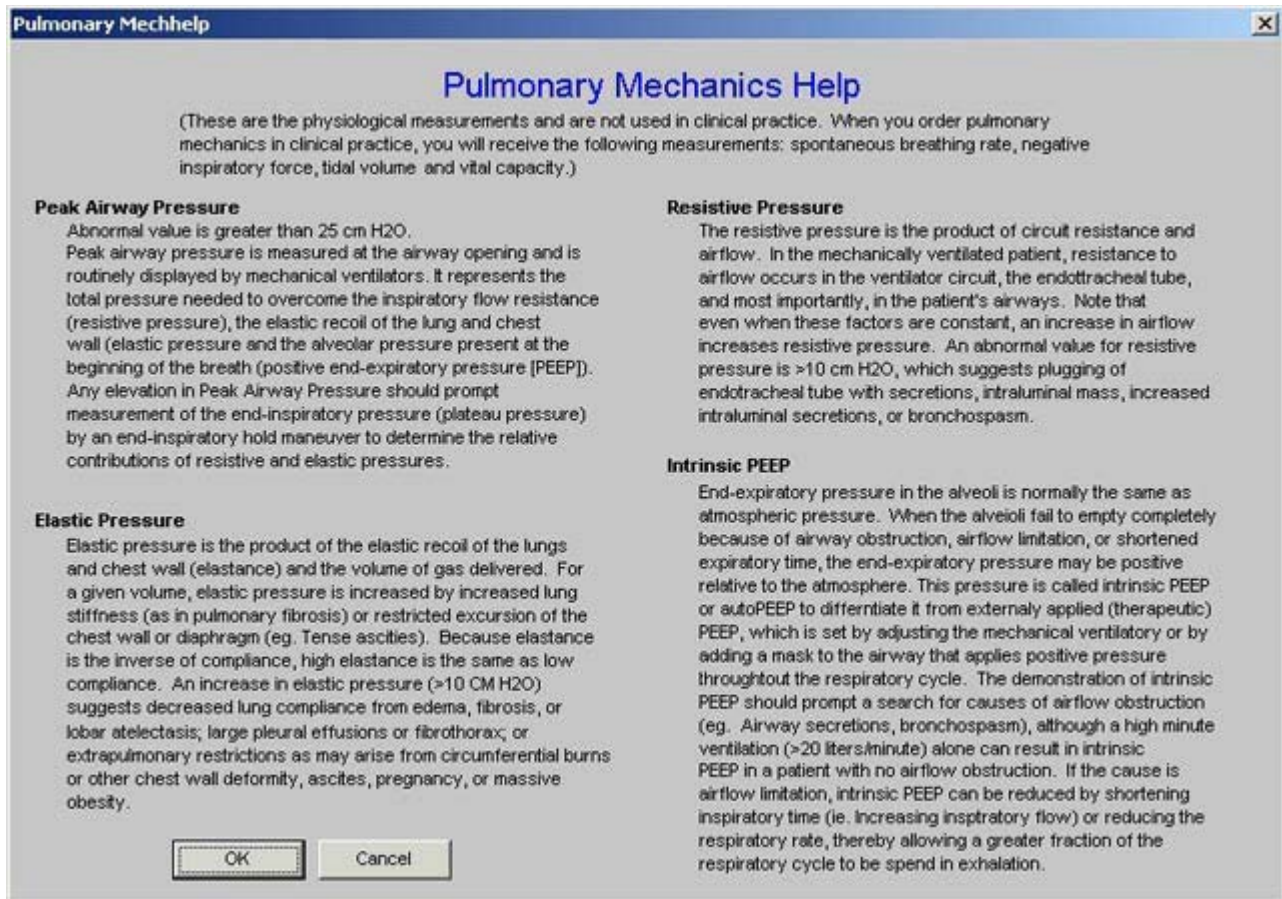 Pulmonary Mechhelp
Pulmonary Mechanics Help
(These are the physiological measurements and are not used in clinical practice. When you order pulmonary
mechanics in clinical practice, you will receive the following measurements: spontaneous breathing rate, negative
inspiratory force, tidal volume and vital capacity.)
Peak Airway Pressure
Abnormal value is greater than 25 cm H2O.
Peak airway pressure is measured at the airway opening and is
routinely displayed by mechanical ventilators. It represents the
total pressure needed to overcome the inspiratory flow resistance
(resistive pressure), the elastic recoil of the lung and chest
wall (elastic pressure and the alveolar pressure present at the
beginning of the breath (positive end-expiratory pressure [PEEP]).
Any elevation in Peak Airway Pressure should prompt
measurement of the end-inspiratory pressure (plateau pressure)
by an end-inspiratory hold maneuver to determine the relative
contributions of resistive and elastic pressures.
Elastic Pressure
Elastic pressure is the product of the elastic recoil of the lungs
and chest wall (elastance) and the volume of gas delivered. For
a given volume, elastic pressure is increased by increased lung
stiffness (as in pulmonary fibrosis) or restricted excursion of the
chest wall or diaphragm (eg. Tense ascities). Because elastance
is the inverse of compliance, high elastance is the same as low
compliance. An increase in elastic pressure (>10 CM H2O)
suggests decreased lung compliance from edema, fibrosis, or
lobar atelectasis; large pleural effusions or fibrothorax; or
extrapulmonary restrictions as may arise from circumferential burns
or other chest wall deformity, ascites, pregnancy, or massive
obesity.
Resistive Pressure
The resistive pressure is the product of circuit resistance and
airflow. In the mechanically ventilated patient, resistance to
airflow occurs in the ventilator circuit, the endottracheal tube,
and most importantly, in the patient's airways. Note that
even when these factors are constant, an increase in airflow
increases resistive pressure. An abnormal value for resistive
pressure is >10 cm H2O, which suggests plugging of
endotracheal tube with secretions, intraluminal mass, increased
intraluminal secretions, or bronchospasm.
Intrinsic PEEP
End-expiratory pressure in the alveoli is normally the same as
atmospheric pressure. When the alveioli fail to empty completely
because of airway obstruction, airflow limitation, or shortened
expiratory time, the end-expiratory pressure may be positive
relative to the atmosphere. This pressure is called intrinsic PEEP
or autoPEEP to differntiate it from externaly applied (therapeutic)
PEEP, which is set by adjusting the mechanical ventilatory or by
adding a mask to the airway that applies positive pressure
throughtout the respiratory cycle. The demonstration of intrinsic
PEEP should prompt a search for causes of airflow obstruction
(eg. Airway secretions, bronchospasm), although a high minute
ventilation (>20 liters/minute) alone can result in intrinsic
PEEP in a patient with no airflow obstruction. If the cause is
airflow limitation, intrinsic PEEP can be reduced by shortening
inspiratory time (ie. Increasing insptratory flow) or reducing the
respiratory rate, thereby allowing a greater fraction of the
respiratory cycle to be spend in exhalation.
OK
Cancel